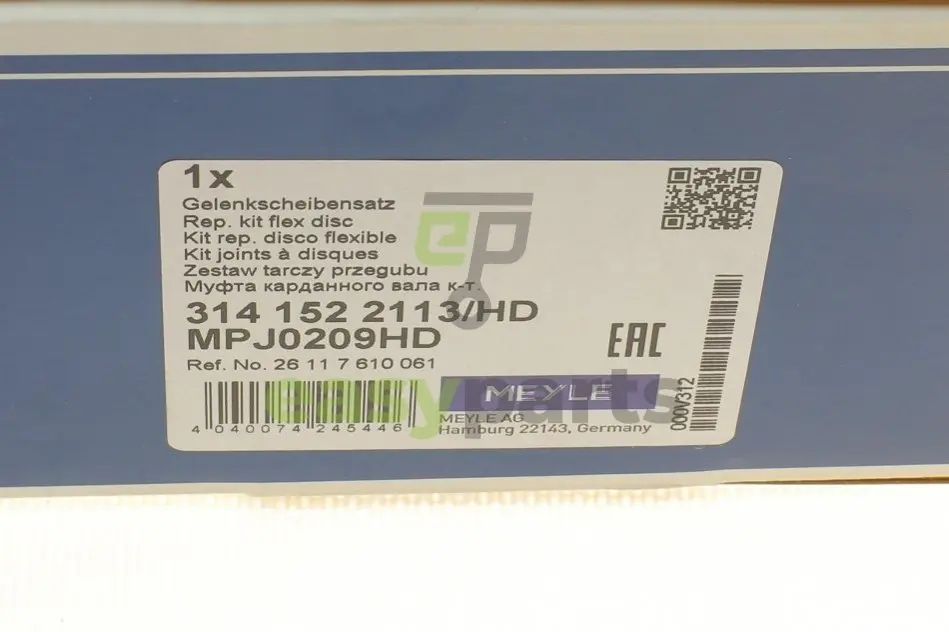 1x
Gelenkscheibensatz
Rep. kit flex disc
Kit rep. disco flexible
Kit joints à disques
Zestaw tarczy przegubu
Муфта карданного вала к-т.
314 152 2113/HD
MPJ0209HD
Ref. No. 26 11 7 610 061
EAC
MEYLE
MEYLE AG
Hamburg 22143, Germany
4 040074 245446
000V312
ep
easyparts